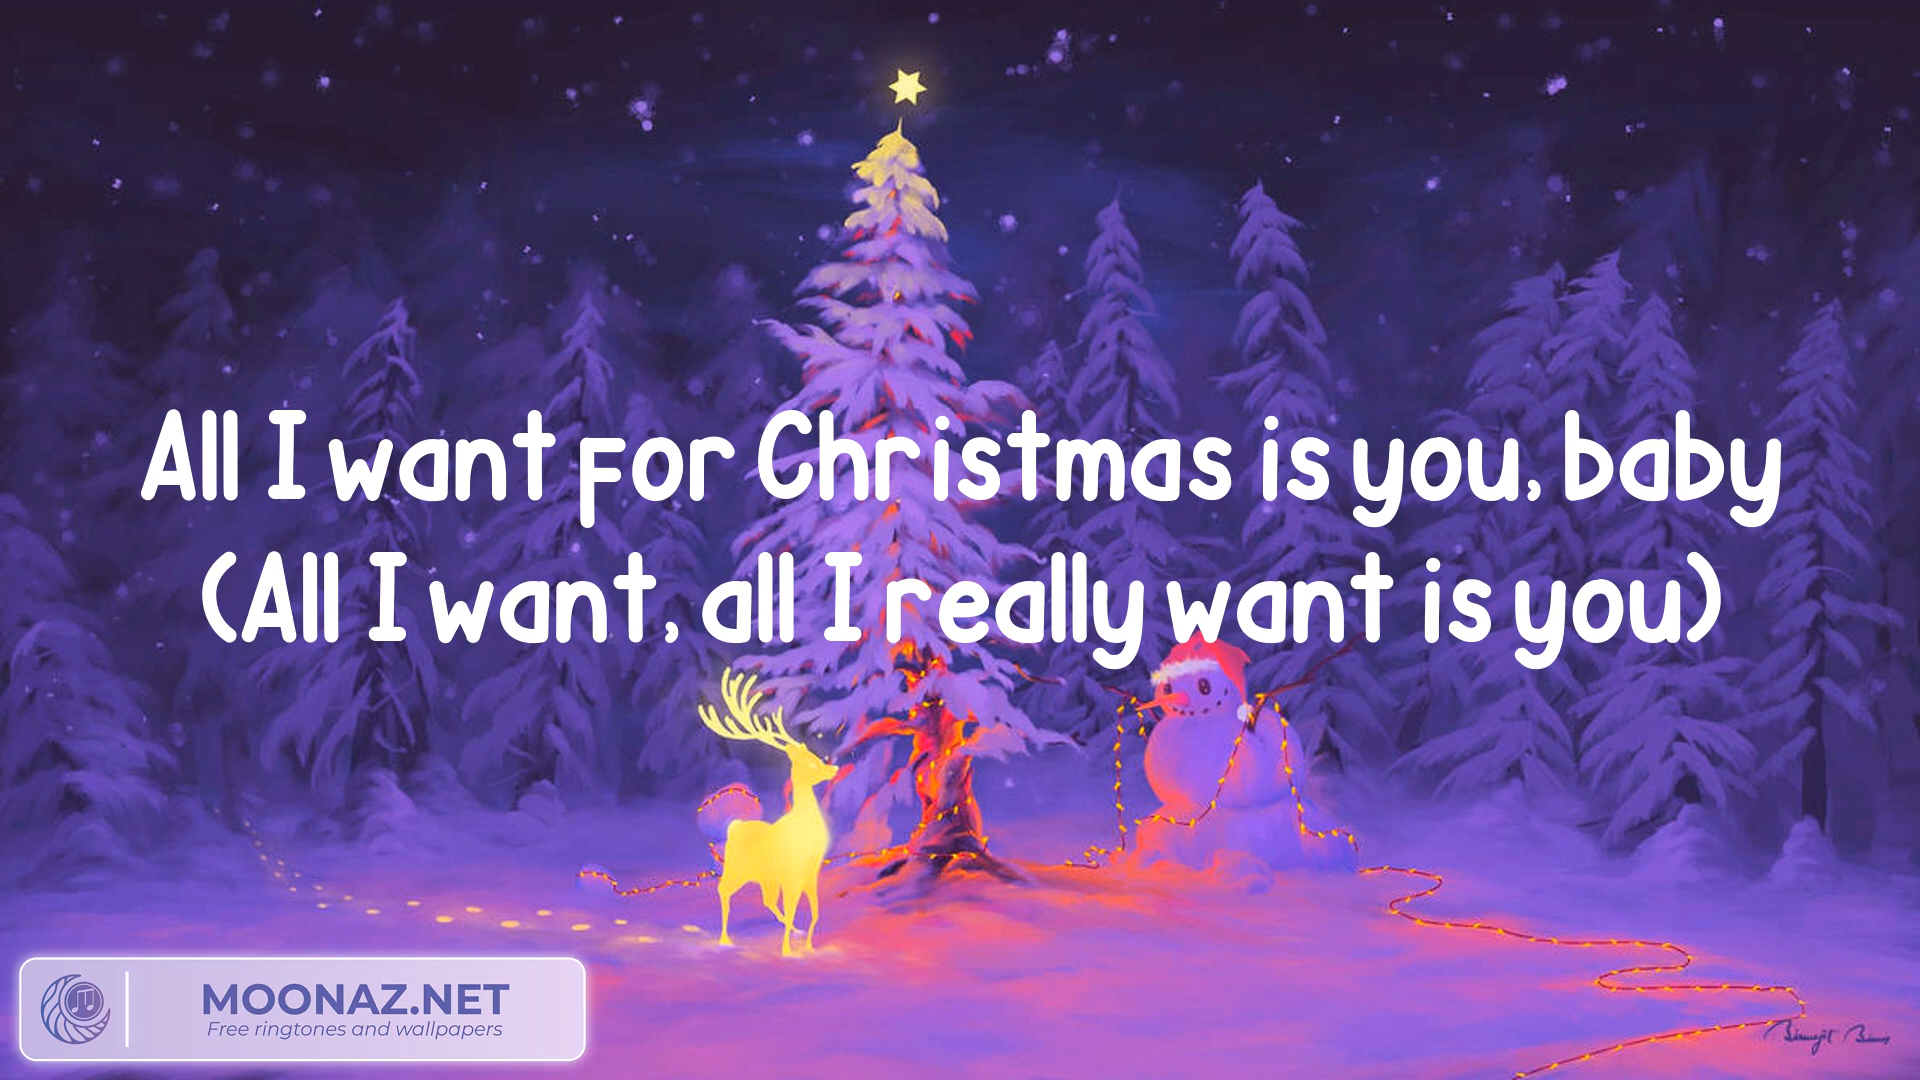 All I want for Christmas is you, baby
(All I want, all I really want is you)
MOONAZ.NET
Free ringtones and wallpapers